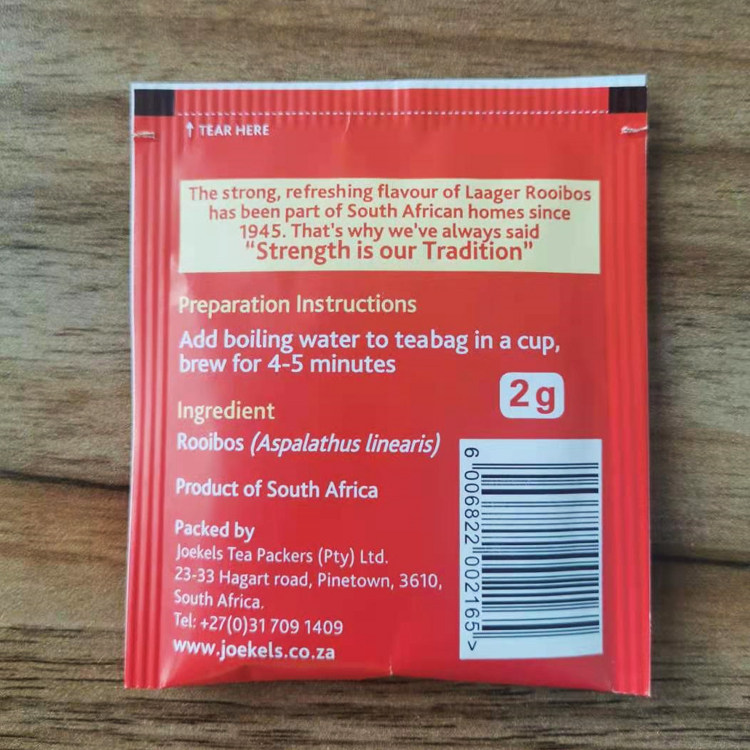 ↑ TEAR HERE
The strong, refreshing flavour of Laager Rooibos
has been part of South African homes since
1945. That's why we've always said
“Strength is our Tradition”
Preparation Instructions
Add boiling water to teabag in a cup,
brew for 4-5 minutes
2 g
Ingredient
Rooibos (Aspalathus linearis)
Product of South Africa
Packed by
Joekels Tea Packers (Pty) Ltd.
23-33 Hagart road, Pinetown, 3610,
South Africa.
Tel: +27(0)31 709 1409
www.joekels.co.za
6 006822 002165 >